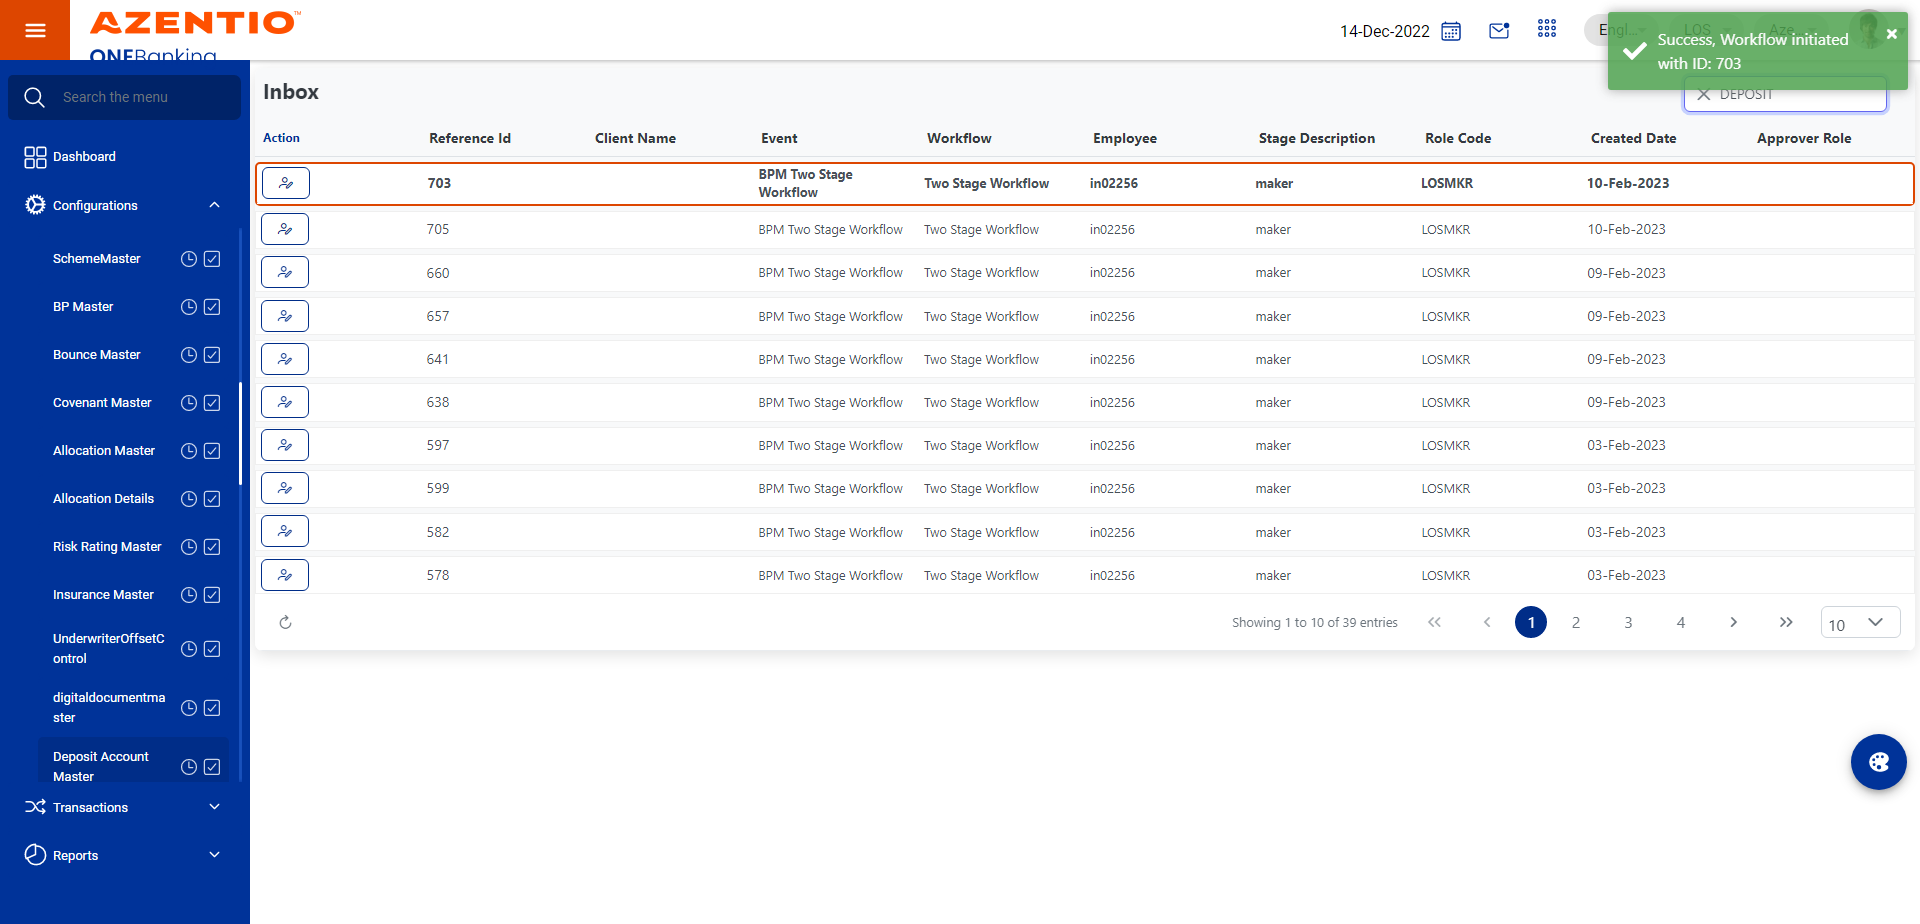 AZENTIO™
ONEBanking
14-Dec-2022
Success, Workflow initiated
with ID: 703
DEPOSIT
Search the menu
Dashboard
Configurations
SchemeMaster
BP Master
Bounce Master
Covenant Master
Allocation Master
Allocation Details
Risk Rating Master
Insurance Master
UnderwriterOffsetC
ontrol
digitaldocumentma
ster
Deposit Account
Master
Transactions
Reports
Inbox
Action Reference Id Client Name Event Workflow Employee Stage Description Role Code Created Date Approver Role
703 BPM Two Stage Workflow Two Stage Workflow in02256 maker LOSMKR 10-Feb-2023
705 BPM Two Stage Workflow Two Stage Workflow in02256 maker LOSMKR 10-Feb-2023
660 BPM Two Stage Workflow Two Stage Workflow in02256 maker LOSMKR 09-Feb-2023
657 BPM Two Stage Workflow Two Stage Workflow in02256 maker LOSMKR 09-Feb-2023
641 BPM Two Stage Workflow Two Stage Workflow in02256 maker LOSMKR 09-Feb-2023
638 BPM Two Stage Workflow Two Stage Workflow in02256 maker LOSMKR 09-Feb-2023
597 BPM Two Stage Workflow Two Stage Workflow in02256 maker LOSMKR 03-Feb-2023
599 BPM Two Stage Workflow Two Stage Workflow in02256 maker LOSMKR 03-Feb-2023
582 BPM Two Stage Workflow Two Stage Workflow in02256 maker LOSMKR 03-Feb-2023
578 BPM Two Stage Workflow Two Stage Workflow in02256 maker LOSMKR 03-Feb-2023
Showing 1 to 10 of 39 entries 1 2 3 4 10